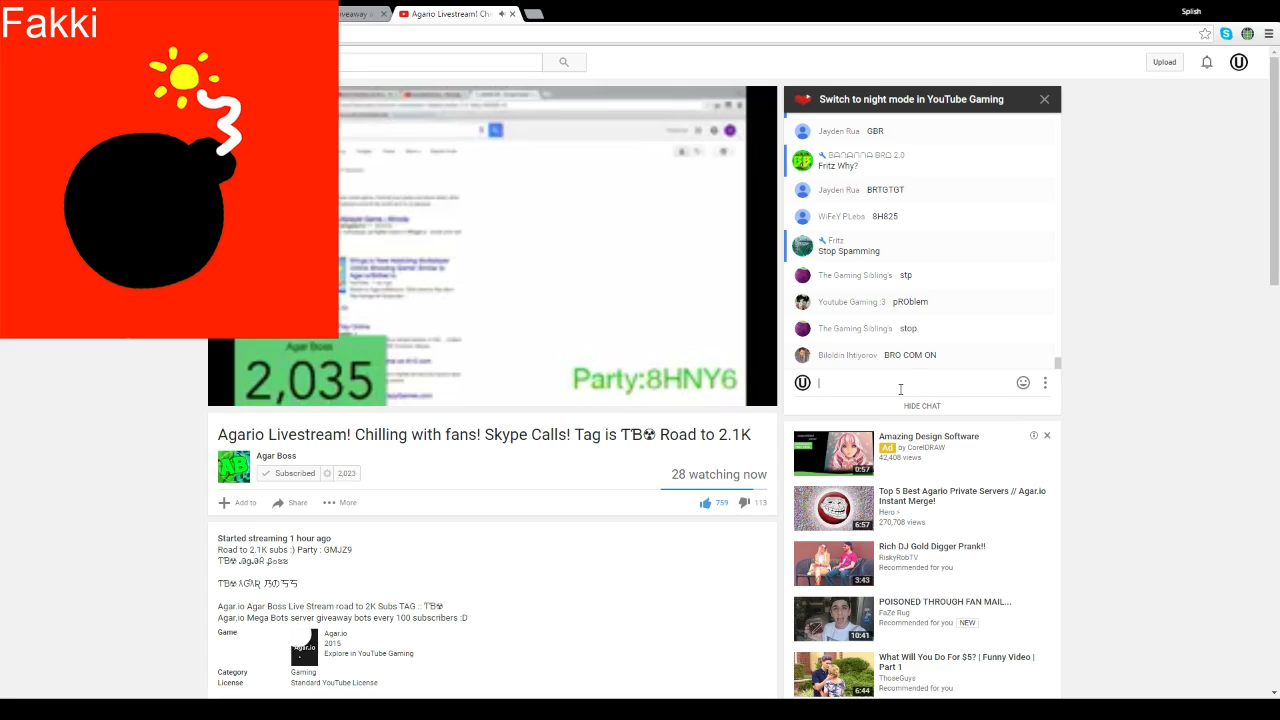 Fakki
iveaway
Agario Livestream! Chi
Splish
Upload
Switch to night mode in YouTube Gaming
Jayden Rua GBR
BANANNA BRO 2.0
Fritz Why?
Jayden Rua BRTGTGT
WiFeY PLebs 8H825
Fritz
Stop Spamming
The Gaming Sibling's stp
Youtube Gaming :3 pROblem
The Gaming Sibling's stop
BRO COM ON
HIDE CHAT
Agar Boss
2,035
Party:8HNY6
Agario Livestream! Chilling with fans! Skype Calls! Tag is ƬƁ☢ Road to 2.1K
Agar Boss
Subscribed 2,023
28 watching now
Add to Share More
759 113
Started streaming 1 hour ago
Road to 2.1K subs :) Party : GMJZ9
Agar.io Agar Boss Live Stream road to 2K Subs TAG :: ƬƁ☢
Agar.io Mega Bots server giveaway bots every 100 subscribers :D
Game
Agar.io
Agar.io
2015
Explore in YouTube Gaming
Category Gaming
License Standard YouTube License
Amazing Design Software
Ad by CorelDRAW
42,408 views
0:57
Top 5 Best Agario Private Servers // Agar.io
Instant Merge!
Hero ⚡
270,708 views
6:57
Rich DJ Gold Digger Prank!!
RiskyRobTV
Recommended for you
3:43
POISONED THROUGH FAN MAIL...
FaZe Rug
Recommended for you NEW
10:41
What Will You Do For $5? | Funny Video |
Part 1
ThoseGuys
Recommended for you
6:44